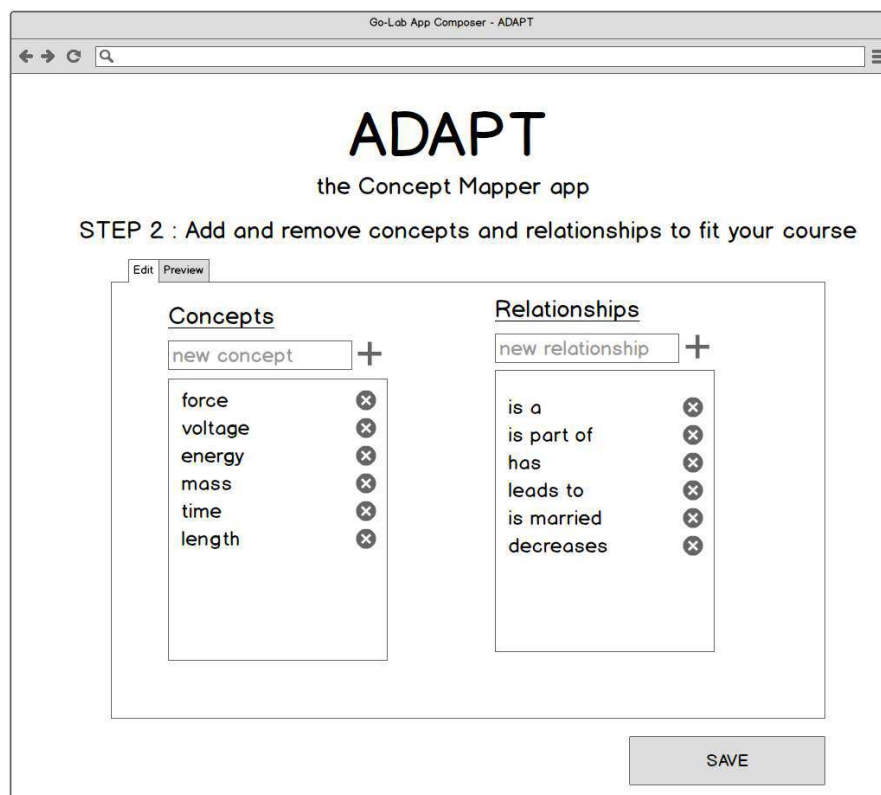 Go-Lab App Composer - ADAPT
ADAPT
the Concept Mapper app
STEP 2 : Add and remove concepts and relationships to fit your course
Edit Preview
Concepts
new concept
force
voltage
energy
mass
time
length
Relationships
new relationship
is a
is part of
has
leads to
is married
decreases
SAVE